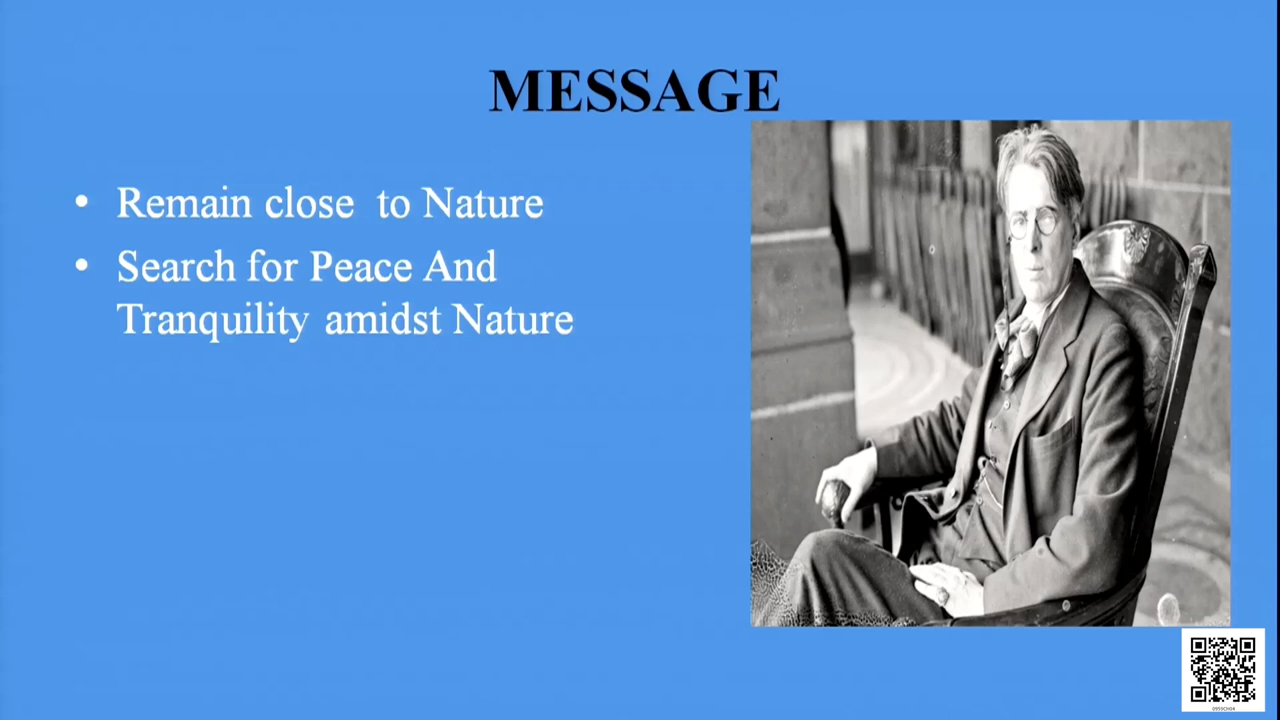 MESSAGE
• Remain close  to Nature
• Search for Peace And
Tranquility amidst Nature